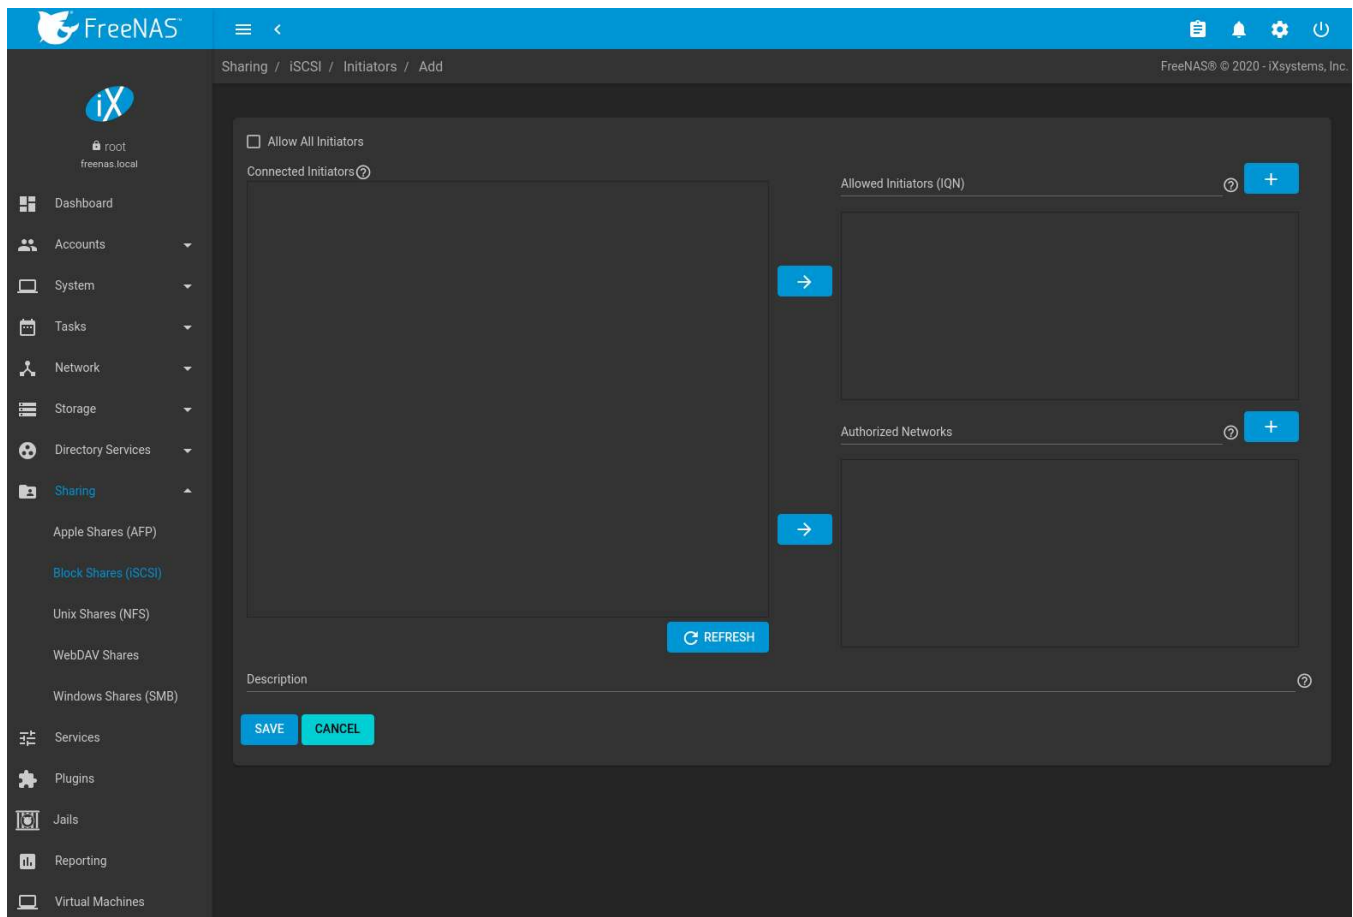 FreeNAS
Sharing / iSCSI / Initiators / Add
FreeNAS® © 2020 - iXsystems, Inc.
iX
root
freenas.local
Dashboard
Accounts
System
Tasks
Network
Storage
Directory Services
Sharing
Apple Shares (AFP)
Block Shares (iSCSI)
Unix Shares (NFS)
WebDAV Shares
Windows Shares (SMB)
Services
Plugins
Jails
Reporting
Virtual Machines
Allow All Initiators
Connected Initiators
REFRESH
Allowed Initiators (IQN)
Authorized Networks
Description
SAVE
CANCEL